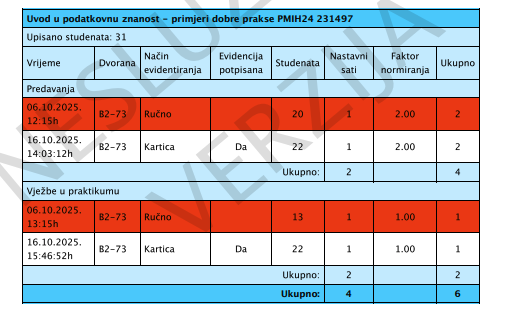 Uvod u podatkovnu znanost - primjeri dobre prakse PMIH24 231497
Upisano studenata: 31
Vrijeme Dvorana Način evidentiranja Evidencija potpisana Studenata Nastavni sati Faktor normiranja Ukupno
Predavanja
06.10.2025. 12:15h B2-73 Ručno 20 1 2.00 2
16.10.2025. 14:03:12h B2-73 Kartica Da 22 1 2.00 2
Ukupno: 2 4
Vježbe u praktikumu
06.10.2025. 13:15h B2-73 Ručno 13 1 1.00 1
16.10.2025. 15:46:52h B2-73 Kartica Da 22 1 1.00 1
Ukupno: 2 2
Ukupno: 4 6
NESLUŽ
VERZIJA